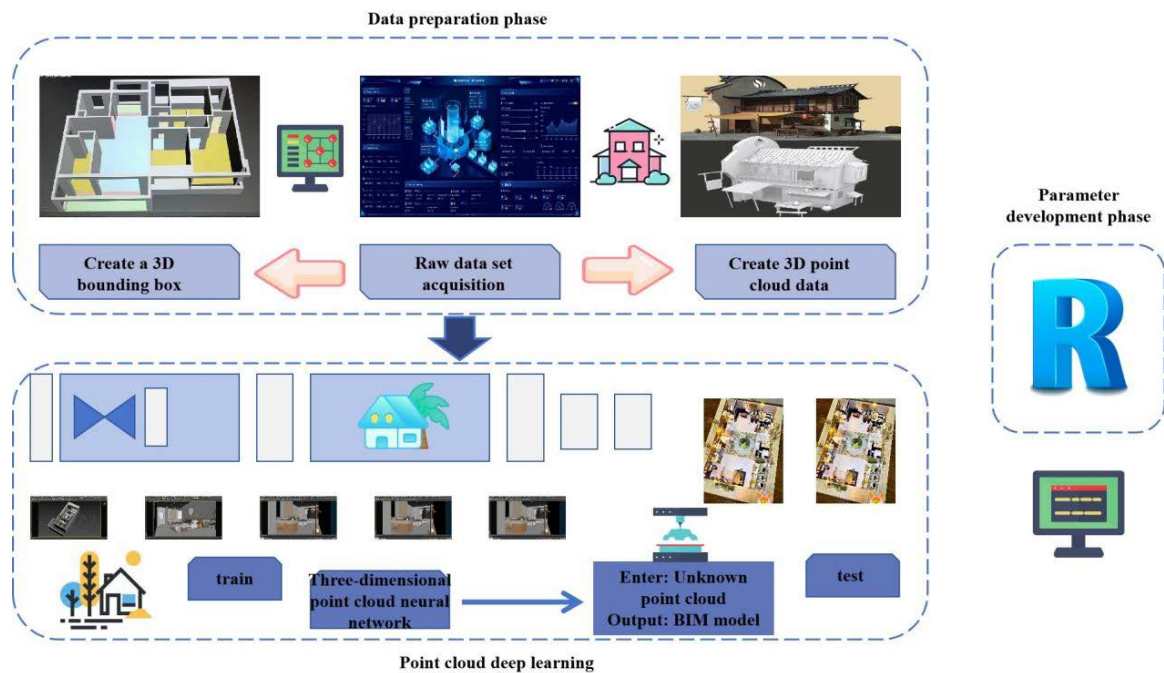 Data preparation phase
Create a 3D
bounding box
Raw data set
acquisition
Create 3D point
cloud data
Parameter
development phase
R
train
Three-dimensional
point cloud neural
network
Enter: Unknown
point cloud
Output: BIM model
test
Point cloud deep learning